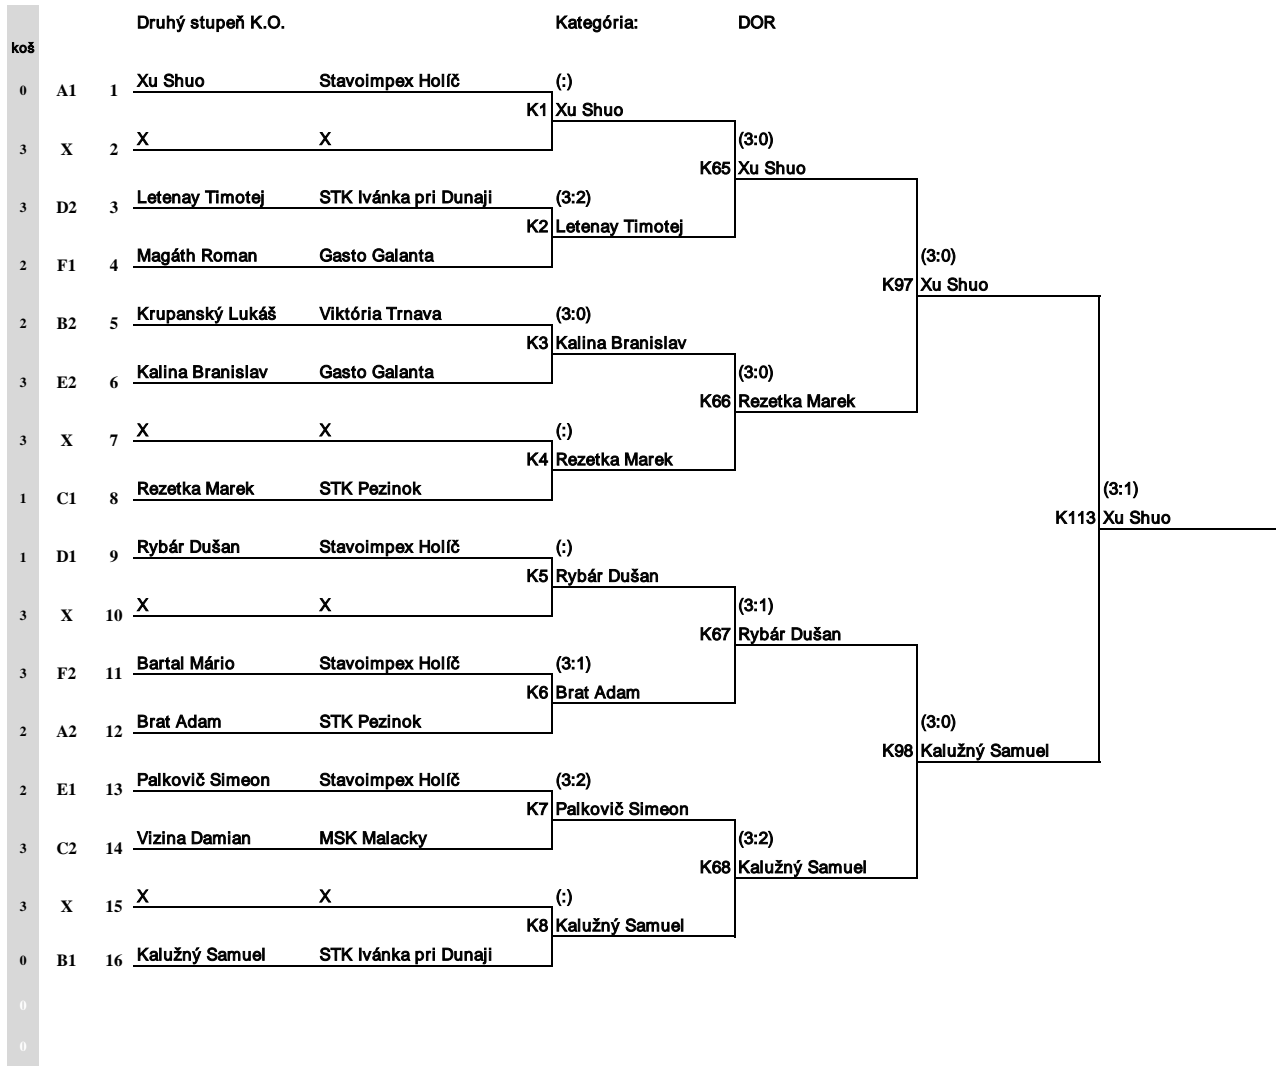 Druhý stupeň K.O. Kategória: DOR
koš
0 A1 1 Xu Shuo Stavoimpex Holíč (:)
K1 Xu Shuo
3 X 2 X X (3:0)
K65 Xu Shuo
3 D2 3 Letenay Timotej STK Ivánka pri Dunaji (3:2)
K2 Letenay Timotej
2 F1 4 Magáth Roman Gasto Galanta (3:0)
K97 Xu Shuo
2 B2 5 Krupanský Lukáš Viktória Trnava (3:0)
K3 Kalina Branislav
3 E2 6 Kalina Branislav Gasto Galanta (3:0)
K66 Rezetka Marek
3 X 7 X X (:)
K4 Rezetka Marek
1 C1 8 Rezetka Marek STK Pezinok (3:1)
K113 Xu Shuo
1 D1 9 Rybár Dušan Stavoimpex Holíč (:)
K5 Rybár Dušan
3 X 10 X X (3:1)
K67 Rybár Dušan
3 F2 11 Bartal Mário Stavoimpex Holíč (3:1)
K6 Brat Adam
2 A2 12 Brat Adam STK Pezinok (3:0)
K98 Kalužný Samuel
2 E1 13 Palkovič Simeon Stavoimpex Holíč (3:2)
K7 Palkovič Simeon
3 C2 14 Vizina Damian MSK Malacky (3:2)
K68 Kalužný Samuel
3 X 15 X X (:)
K8 Kalužný Samuel
0 B1 16 Kalužný Samuel STK Ivánka pri Dunaji
0
0